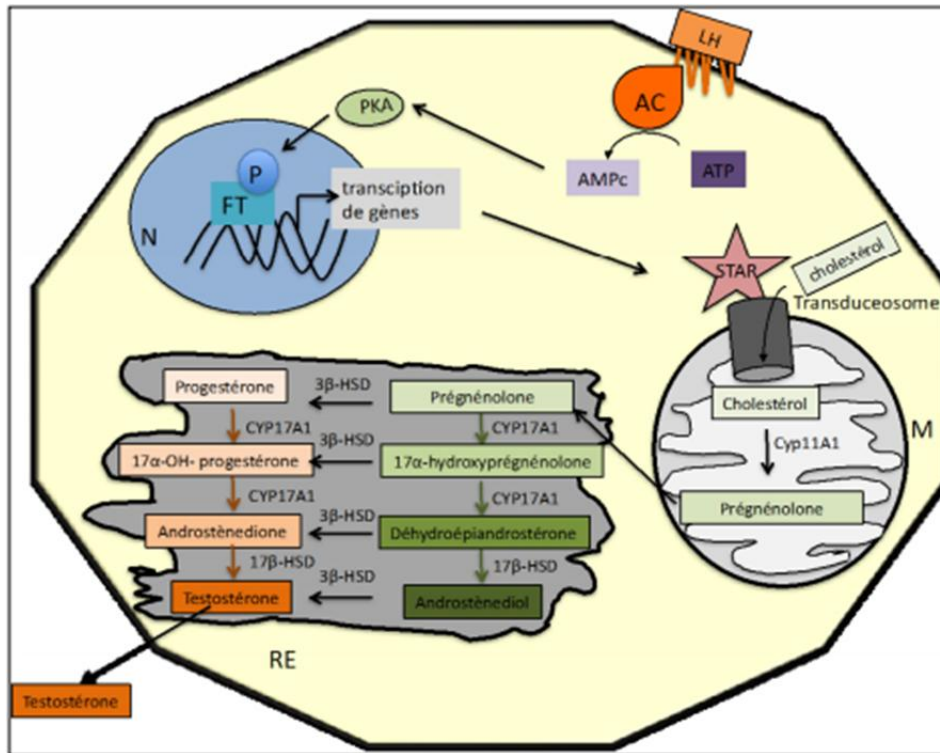 LH
AC
PKA
AMPc
ATP
P
FT
transciption
de gènes
N
STAR
cholestérol
Transduceosome
Cholestérol
M
Cyp11A1
Prégnénolone
Progestérone
3β-HSD
Prégnénolone
CYP17A1
3β-HSD
CYP17A1
17α-OH- progestérone
17α-hydroxyprégnénolone
CYP17A1
3β-HSD
CYP17A1
Androstènedione
Déhydroépiandrostérone
17β-HSD
3β-HSD
17β-HSD
Testostérone
Androstènediol
RE
Testostérone